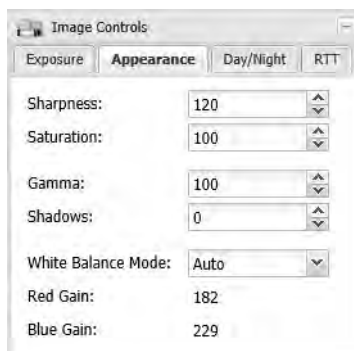 Image Controls
Exposure Appearance Day/Night RTT
Sharpness: 120
Saturation: 100
Gamma: 100
Shadows: 0
White Balance Mode: Auto
Red Gain: 182
Blue Gain: 229